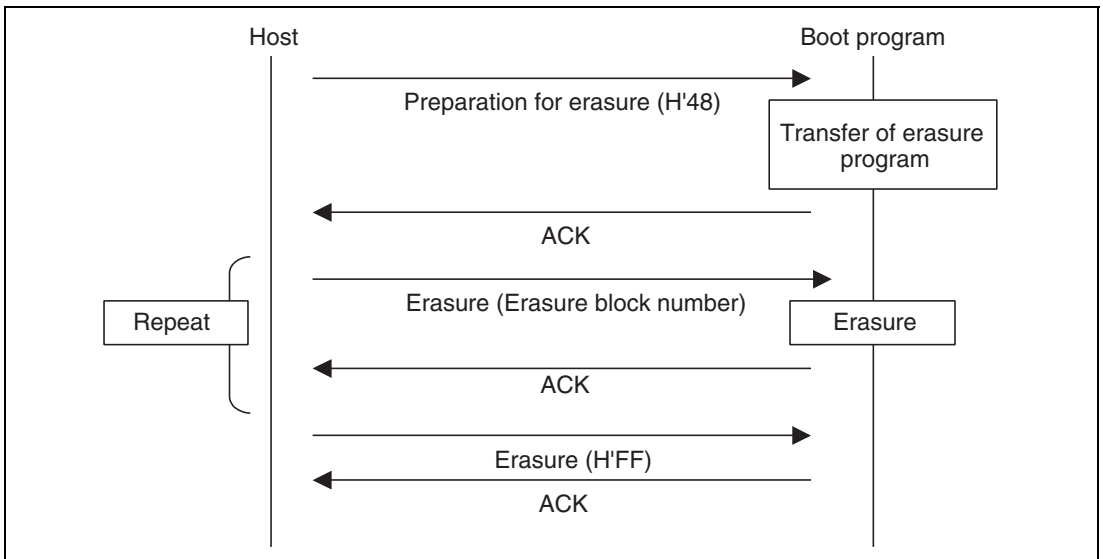 Host
Boot program
Preparation for erasure (H'48)
Transfer of erasure
program
ACK
Erasure (Erasure block number)
Repeat
Erasure
ACK
Erasure (H'FF)
ACK